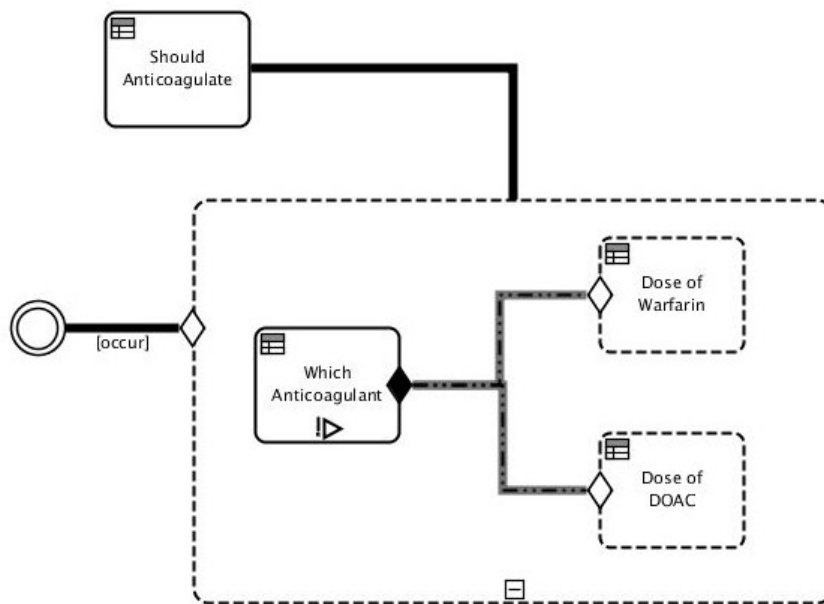 Should
Anticoagulate
[occur]
Which
Anticoagulant
Dose of
Warfarin
Dose of
DOAC